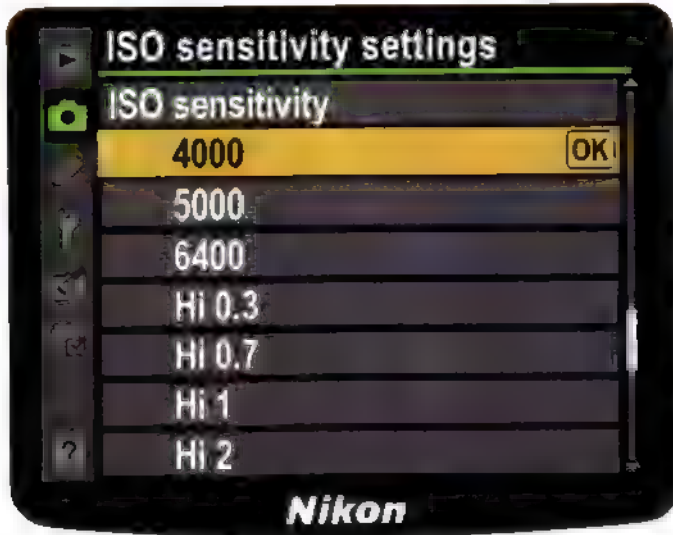 ISO sensitivity settings
ISO sensitivity
4000 OK
5000
6400
Hi 0.3
Hi 0.7
Hi 1
Hi 2
?
Nikon